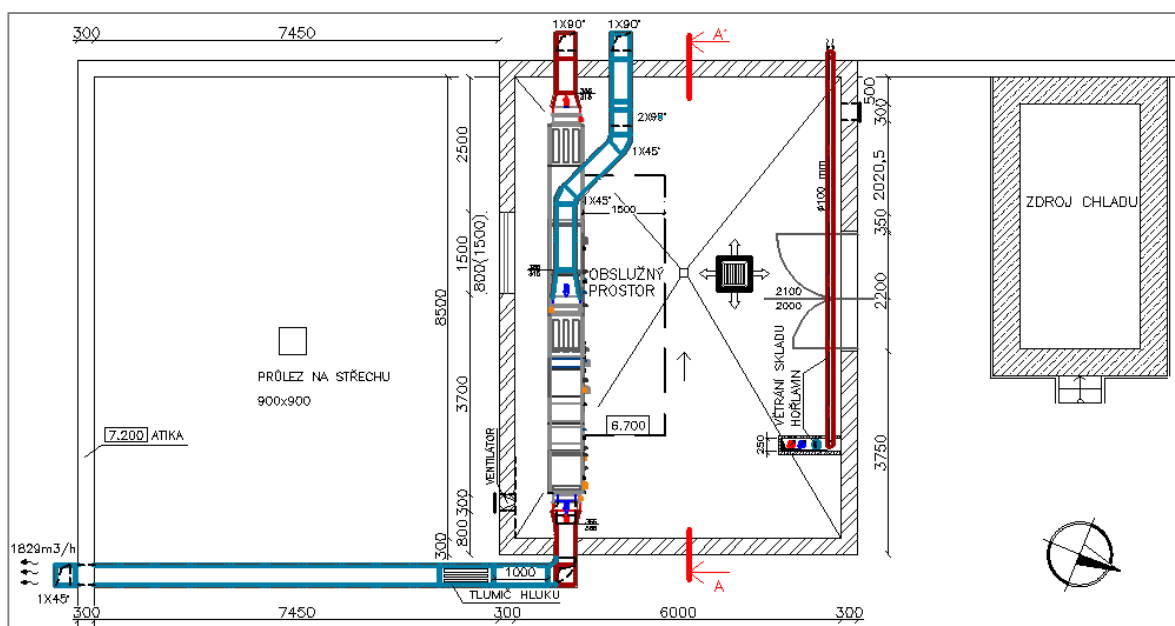 1X90°
1X90°
A'
300
7450
2X90°
1X45°
1X45°
1500
500
300
2020,5
350
2200
3750
2500
1500
800(1500)
8500
3700
300
800
300
ø100 mm
ZDROJ CHLADU
OBSLUŽNÝ
PROSTOR
2100
2000
VĚTRÁNÍ SKLADU
HOŘLAVIN
250
PRŮLEZ NA STŘECHU
900x900
7.200 ATIKA
6.700
VENTILÁTOR
1829m3/h
1X45°
1000
TLUMIČ HLUKU
A
300
7450
300
6000
300